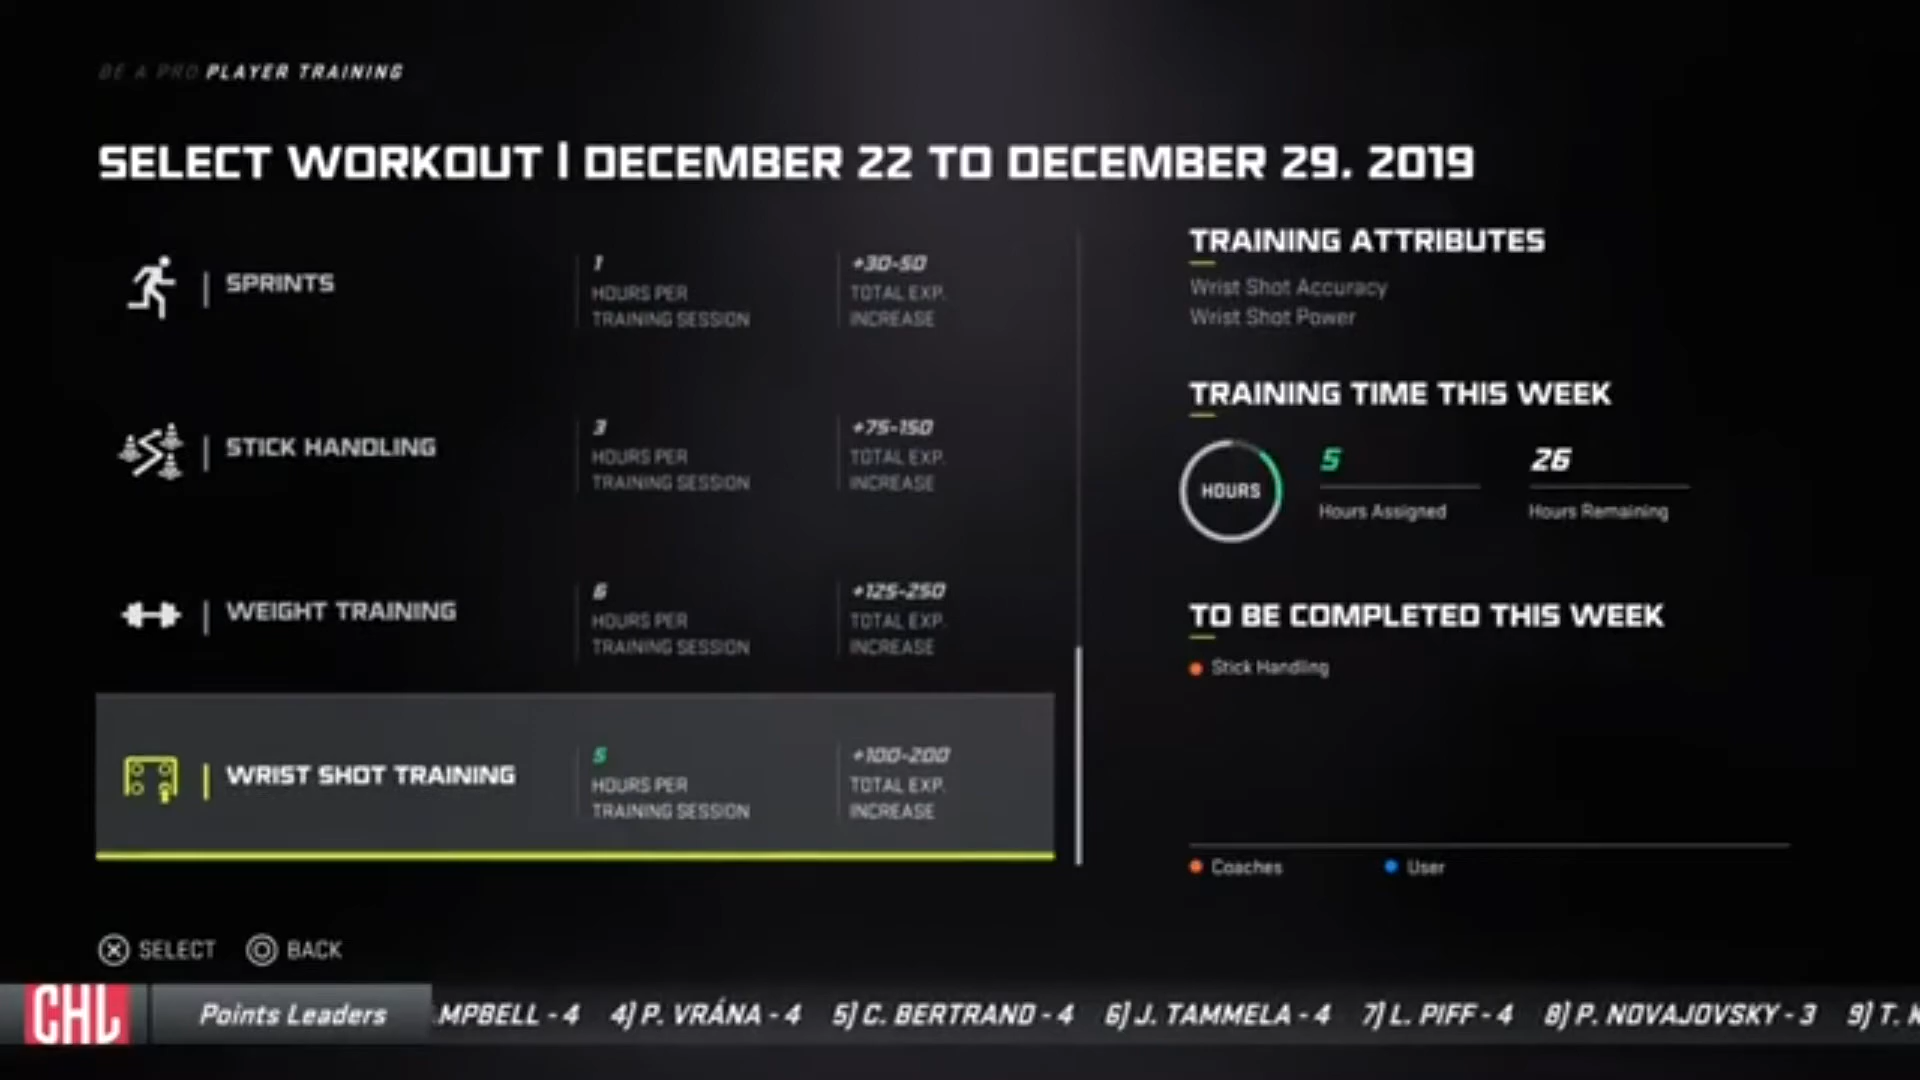 BE A PRO PLAYER TRAINING
SELECT WORKOUT | DECEMBER 22 TO DECEMBER 29, 2019
SPRINTS
1
HOURS PER
TRAINING SESSION
+30-50
TOTAL EXP.
INCREASE
STICK HANDLING
3
HOURS PER
TRAINING SESSION
+75-150
TOTAL EXP.
INCREASE
WEIGHT TRAINING
6
HOURS PER
TRAINING SESSION
+125-250
TOTAL EXP.
INCREASE
WRIST SHOT TRAINING
5
HOURS PER
TRAINING SESSION
+100-200
TOTAL EXP.
INCREASE
TRAINING ATTRIBUTES
Wrist Shot Accuracy
Wrist Shot Power
TRAINING TIME THIS WEEK
HOURS
5
Hours Assigned
26
Hours Remaining
TO BE COMPLETED THIS WEEK
Stick Handling
Coaches
User
SELECT BACK
CHL Points Leaders MPBELL - 4 4) P. VRÁNA - 4 5) C. BERTRAND - 4 6) J. TAMMELA - 4 7) L. PIFF - 4 8) P. NOVAJOVSKY - 3 9) T.